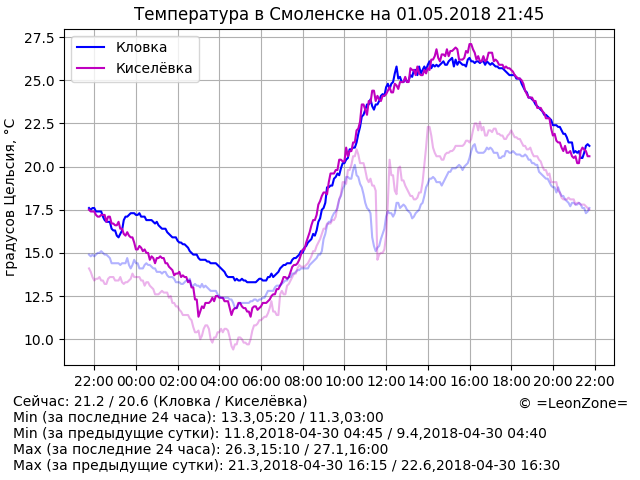 Температура в Смоленске на 01.05.2018 21:45
27.5
25.0
22.5
20.0
17.5
15.0
12.5
10.0
градусов Цельсия, °C
Кловка
Киселёвка
22:00 00:00 02:00 04:00 06:00 08:00 10:00 12:00 14:00 16:00 18:00 20:00 22:00
Сейчас: 21.2 / 20.6 (Кловка / Киселёвка)
© =LeonZone=
Min (за последние 24 часа): 13.3,05:20 / 11.3,03:00
Min (за предыдущие сутки): 11.8,2018-04-30 04:45 / 9.4,2018-04-30 04:40
Max (за последние 24 часа): 26.3,15:10 / 27.1,16:00
Max (за предыдущие сутки): 21.3,2018-04-30 16:15 / 22.6,2018-04-30 16:30